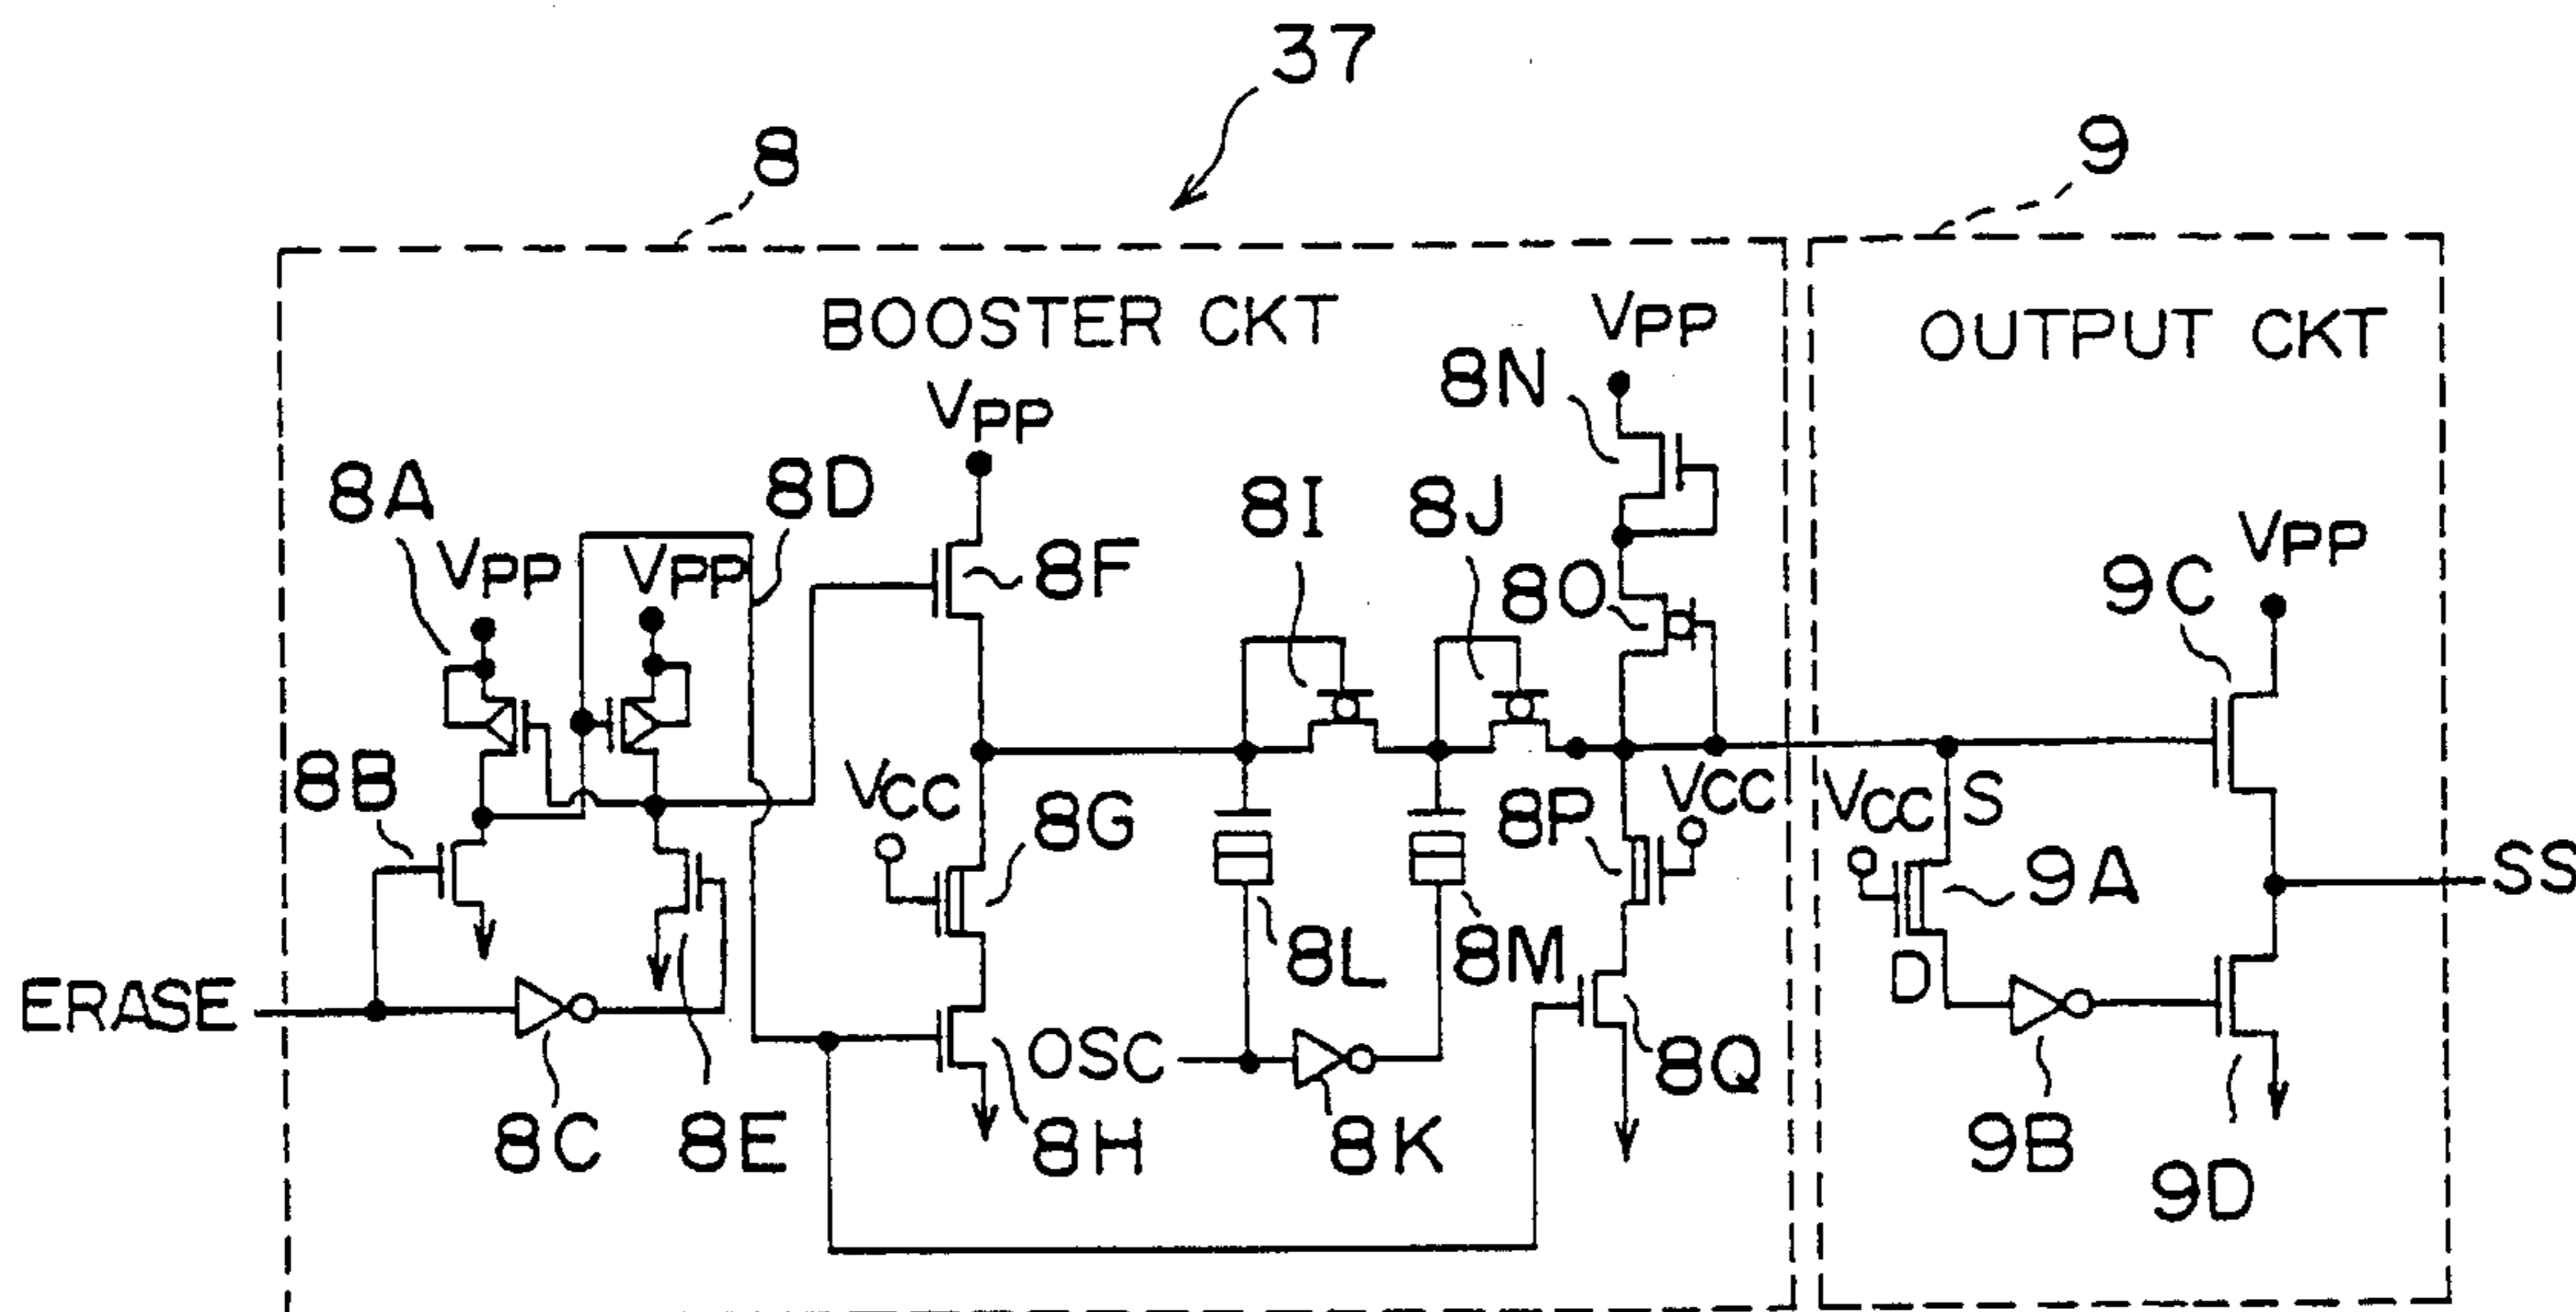 37
8
9
BOOSTER CKT
OUTPUT CKT
VPP
8N
VPP
8A
8D
8I
8J
VPP
VPP
8F
8O
9C
VPP
8B
VCC
8G
8P
VCC
VCC
S
9A
8L
8M
D
SS
ERASE
OSC
8Q
8C
8E
8H
8K
9B
9D